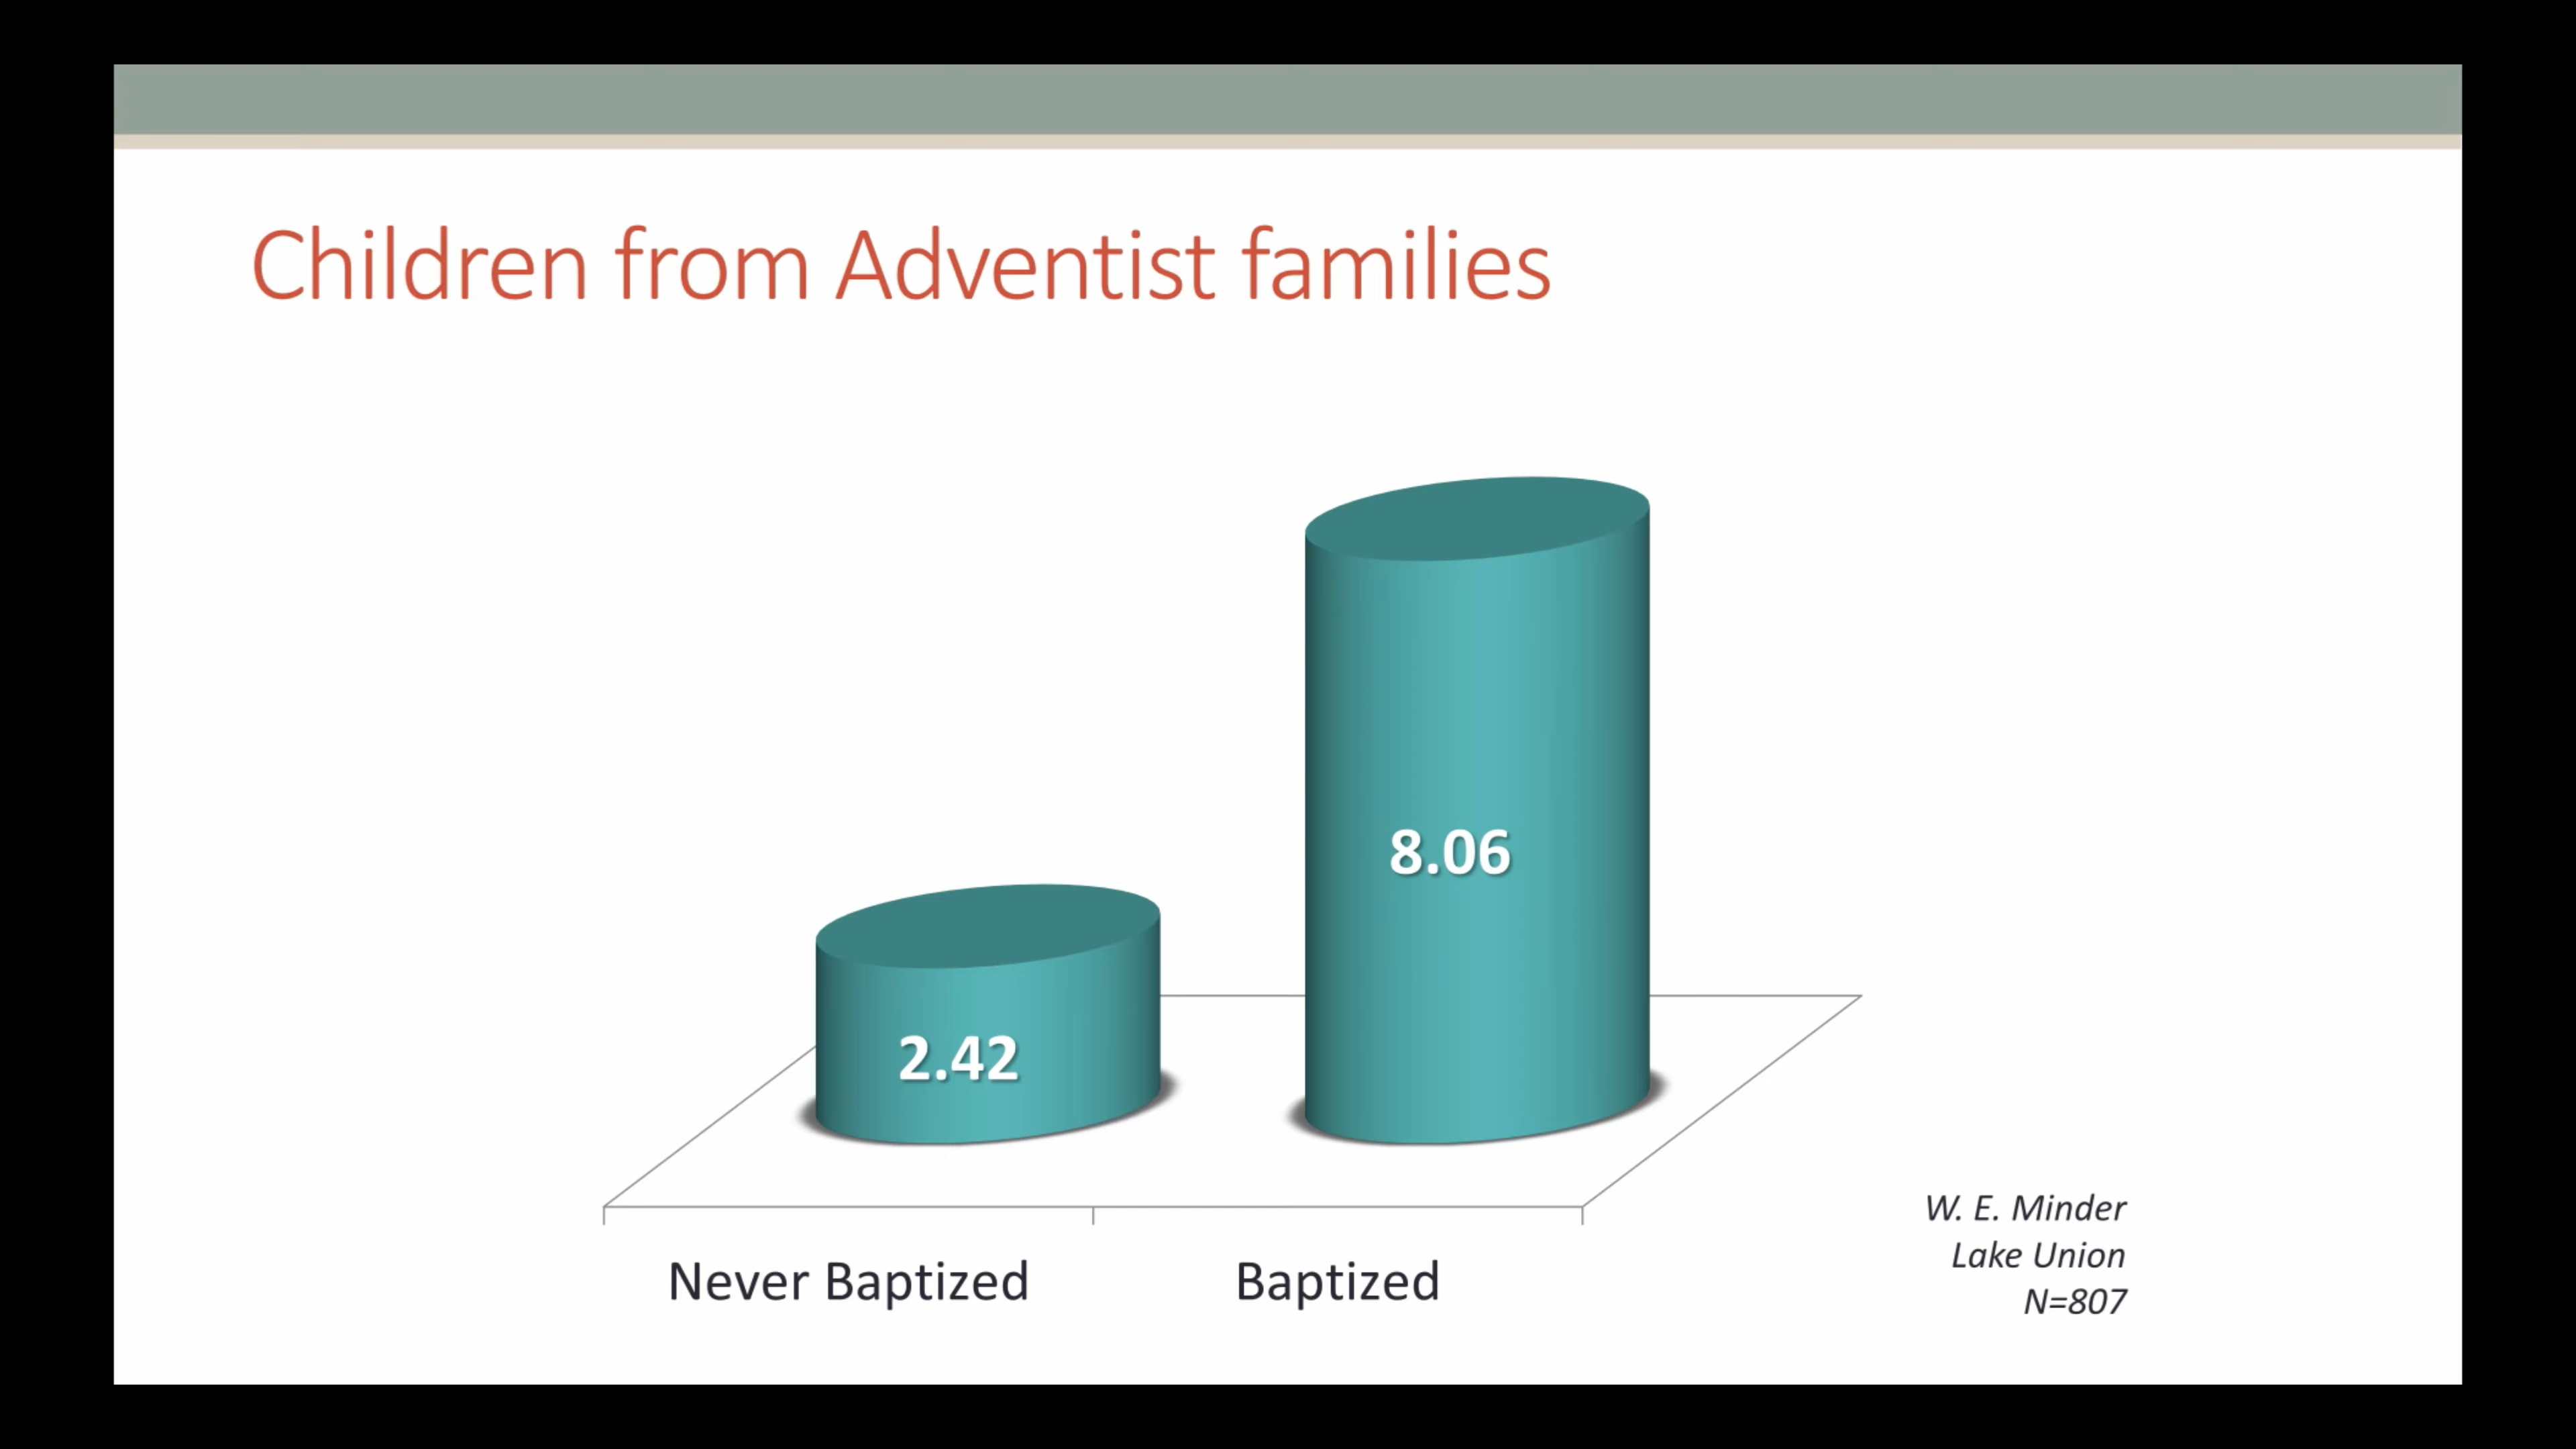 Children from Adventist families
8.06
2.42
Never Baptized
Baptized
W. E. Minder
Lake Union
N=807